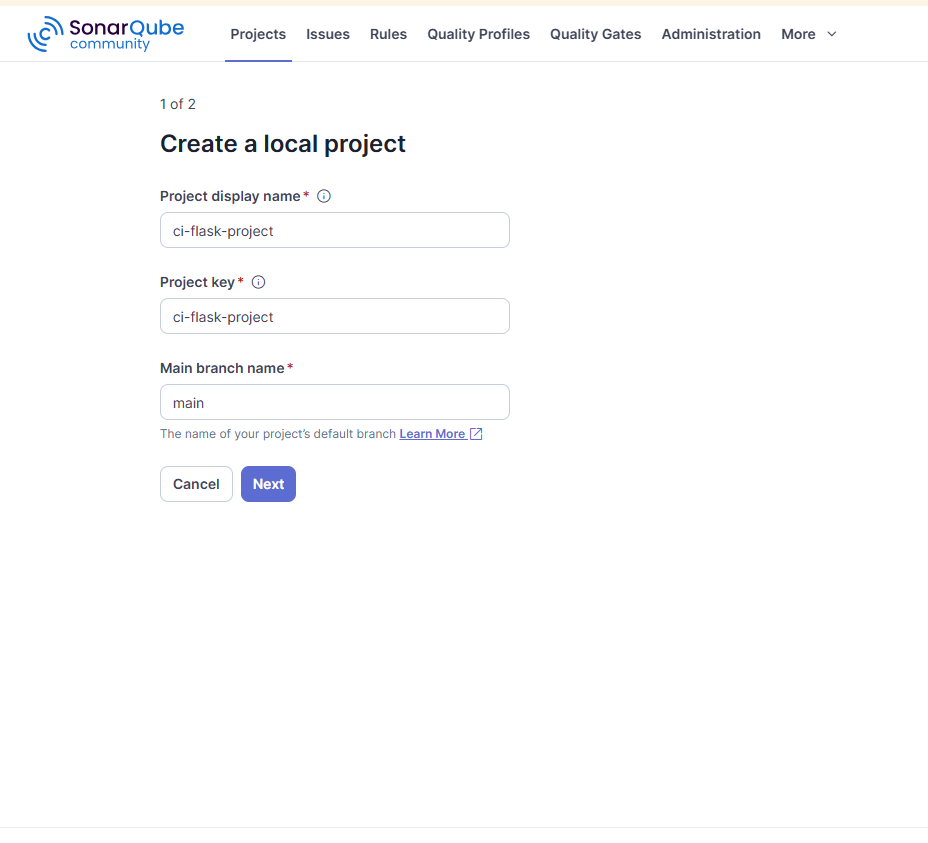 SonarQube
community
Projects Issues Rules Quality Profiles Quality Gates Administration More
1 of 2
Create a local project
Project display name*
ci-flask-project
Project key*
ci-flask-project
Main branch name*
main
The name of your project's default branch Learn More
Cancel Next